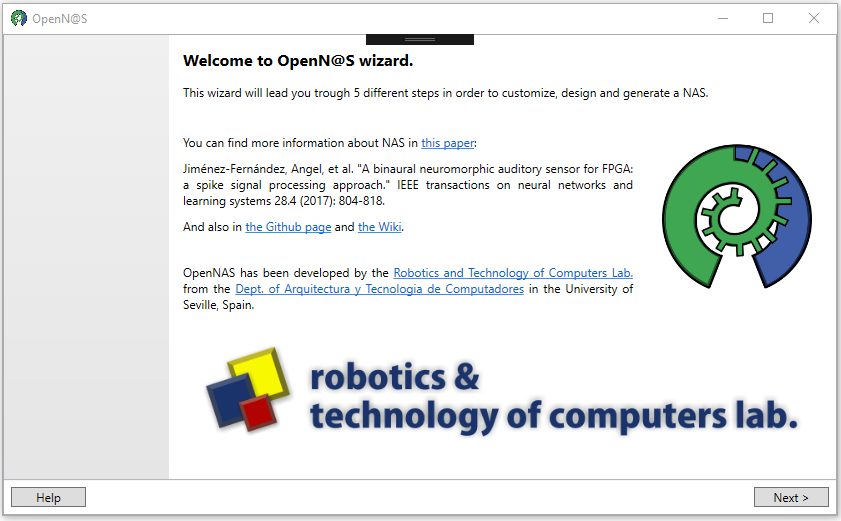 OpenN@S
Welcome to OpenN@S wizard.
This wizard will lead you trough 5 different steps in order to customize, design and generate a NAS.
You can find more information about NAS in this paper:
Jiménez-Fernández, Angel, et al. "A binaural neuromorphic auditory sensor for FPGA:
a spike signal processing approach." IEEE transactions on neural networks and
learning systems 28.4 (2017): 804-818.
And also in the Github page and the Wiki.
OpenNAS has been developed by the Robotics and Technology of Computers Lab.
from the Dept. of Arquitectura y Tecnología de Computadores in the University of
Seville, Spain.
robotics &
technology of computers lab.
Help
Next >